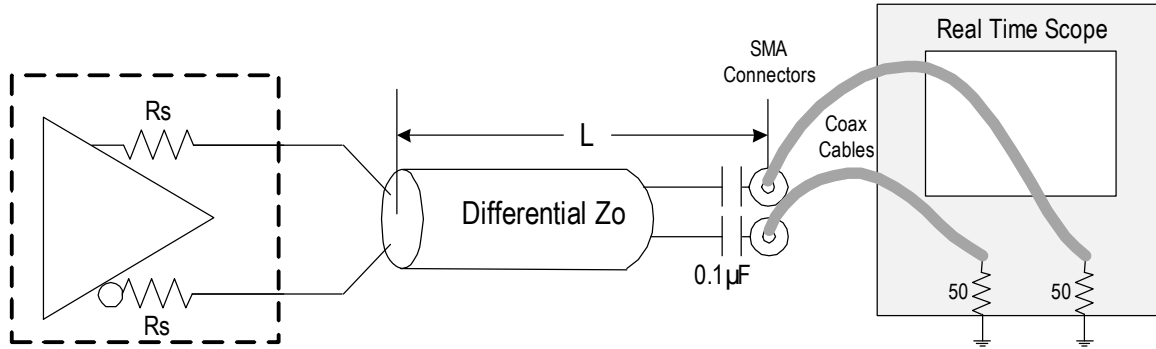 Real Time Scope
SMA
Connectors
Rs
L
Coax
Cables
Differential Zo
0.1µF
50
50
Rs